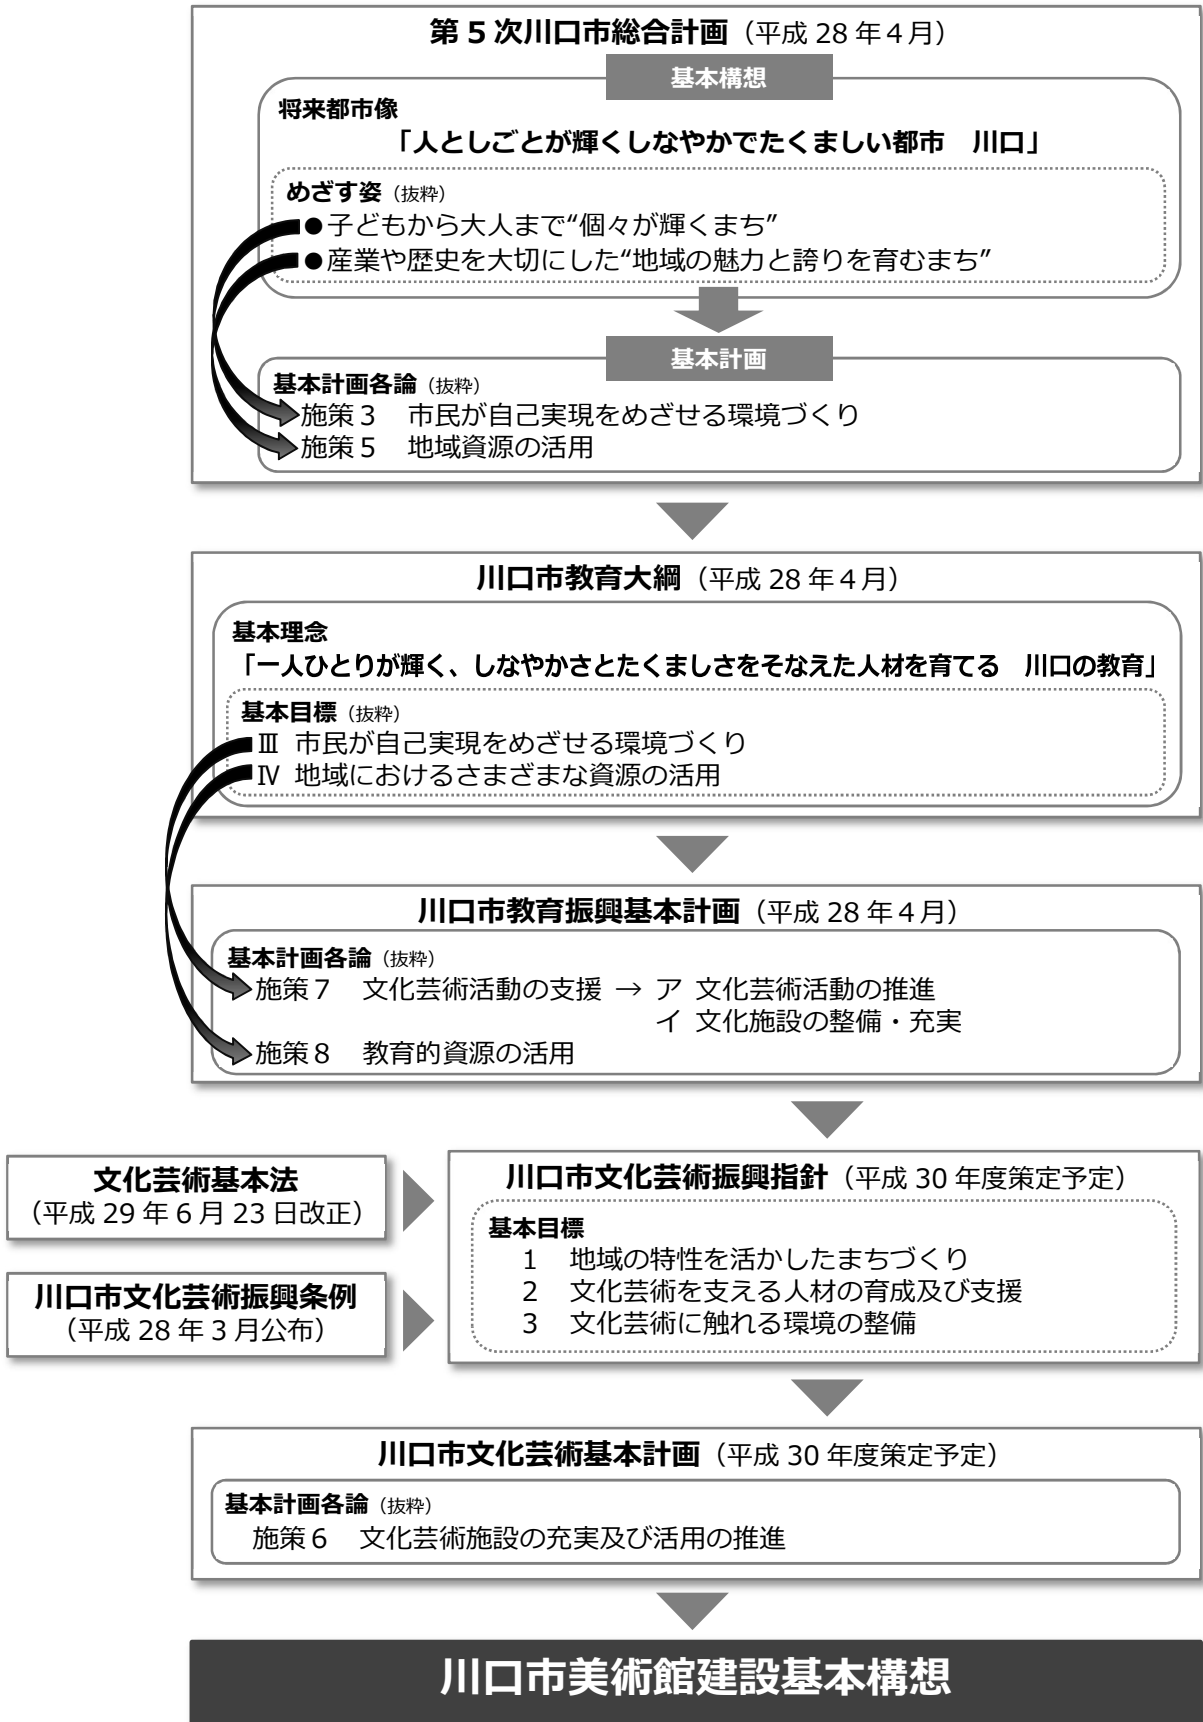 第5次川口市総合計画（平成 28 年４月）
基本構想
将来都市像
「人としごとが輝くしなやかでたくましい都市　川口」
めざす姿（抜粋）
●子どもから大人まで“個々が輝くまち”
●産業や歴史を大切にした“地域の魅力と誇りを育むまち”
基本計画
基本計画各論（抜粋）
施策３　市民が自己実現をめざせる環境づくり
施策５　地域資源の活用
川口市教育大綱（平成 28 年４月）
基本理念
「一人ひとりが輝く、しなやかさとたくましさをそなえた人材を育てる　川口の教育」
基本目標（抜粋）
Ⅲ 市民が自己実現をめざせる環境づくり
Ⅳ 地域におけるさまざまな資源の活用
川口市教育振興基本計画（平成 28 年４月）
基本計画各論（抜粋）
施策７　文化芸術活動の支援 → ア 文化芸術活動の推進
イ 文化施設の整備・充実
施策８　教育的資源の活用
文化芸術基本法
（平成 29 年６月 23 日改正）
川口市文化芸術振興条例
（平成 28 年３月公布）
川口市文化芸術振興指針（平成 30 年度策定予定）
基本目標
1　地域の特性を活かしたまちづくり
2　文化芸術を支える人材の育成及び支援
3　文化芸術に触れる環境の整備
川口市文化芸術基本計画（平成 30 年度策定予定）
基本計画各論（抜粋）
施策６　文化芸術施設の充実及び活用の推進
川口市美術館建設基本構想